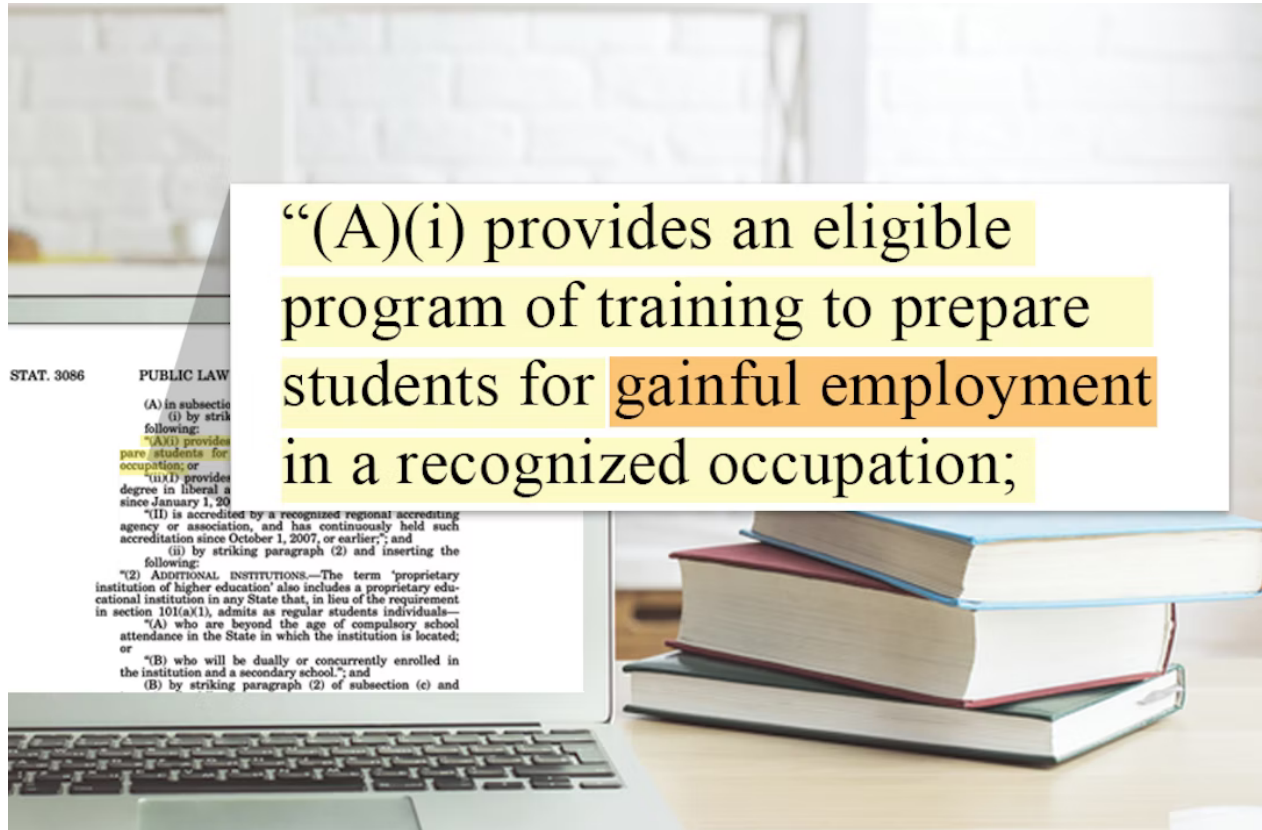 “(A)(i) provides an eligible
program of training to prepare
students for gainful employment
in a recognized occupation;
STAT. 3086 PUBLIC LAW
(A) in subsectio
(i) by strik
following:
“(A)(i) provides
pare students for
occupation; or
“(ii)(I) provides
degree in liberal a
since January 1, 20
“(II) is accredited by a recognized regional accrediting
agency or association, and has continuously held such
accreditation since October 1, 2007, or earlier;”; and
(ii) by striking paragraph (2) and inserting the
following:
“(2) ADDITIONAL INSTITUTIONS.—The term ‘proprietary
institution of higher education’ also includes a proprietary edu-
cational institution in any State that, in lieu of the requirement
in section 101(a)(1), admits as regular students individuals—
“(A) who are beyond the age of compulsory school
attendance in the State in which the institution is located;
or
“(B) who will be dually or concurrently enrolled in
the institution and a secondary school.”; and
(B) by striking paragraph (2) of subsection (c) and